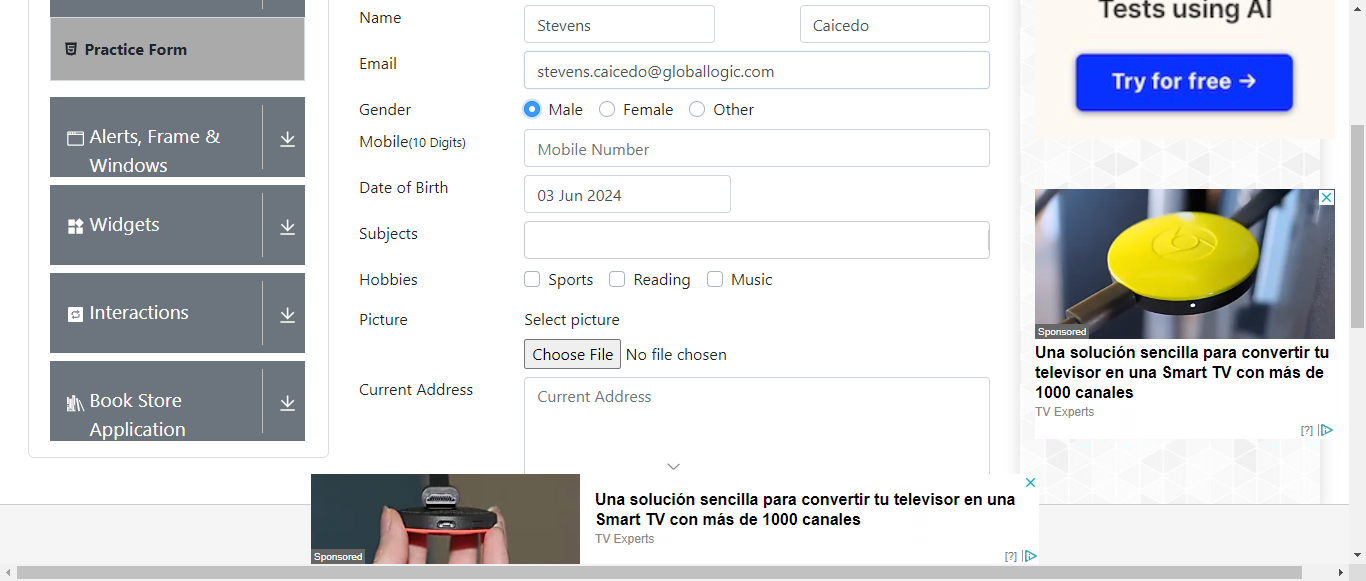 Practice Form
Alerts, Frame &
Windows
Widgets
Interactions
Book Store
Application
Name
Stevens
Caicedo
Email
stevens.caicedo@globallogic.com
Gender
Male
Female
Other
Mobile(10 Digits)
Mobile Number
Date of Birth
03 Jun 2024
Subjects
Hobbies
Sports
Reading
Music
Picture
Select picture
Choose File No file chosen
Current Address
Current Address
Tests using AI
Try for free →
Sponsored
Una solución sencilla para convertir tu
televisor en una Smart TV con más de
1000 canales
TV Experts
[?]
Sponsored
Una solución sencilla para convertir tu televisor en una
Smart TV con más de 1000 canales
TV Experts
[?]